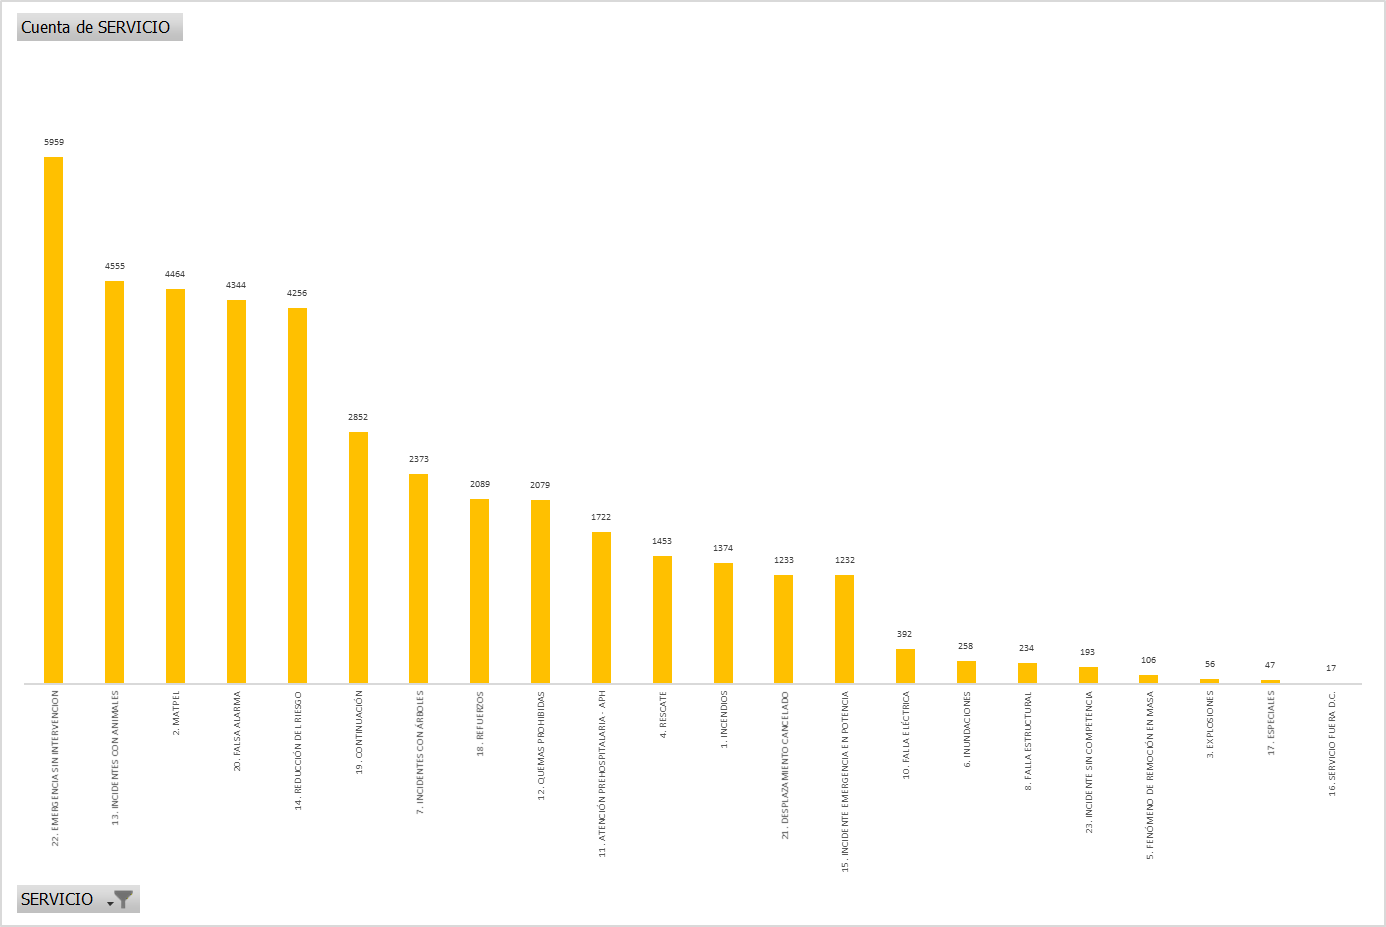 Cuenta de SERVICIO
5959
4555
4464
4344
4256
2852
2373
2089
2079
1722
1453
1374
1233
1232
392
258
234
193
106
56
47
17
22. EMERGENCIA SIN INTERVENCION
13. INCIDENTES CON ANIMALES
2. MATPEL
20. FALSA ALARMA
14. REDUCCIÓN DEL RIESGO
19. CONTINUACIÓN
7. INCIDENTES CON ÁRBOLES
18. REFUERZOS
12. QUEMAS PROHIBIDAS
11. ATENCIÓN PREHOSPITALARIA - APH
4. RESCATE
1. INCENDIOS
21. DESPLAZAMIENTO CANCELADO
15. INCIDENTE EMERGENCIA EN POTENCIA
10. FALLA ELÉCTRICA
6. INUNDACIONES
8. FALLA ESTRUCTURAL
23. INCIDENTE SIN COMPETENCIA
5. FENÓMENO DE REMOCIÓN EN MASA
3. EXPLOSIONES
17. ESPECIALES
16. SERVICIO FUERA D.C.
SERVICIO